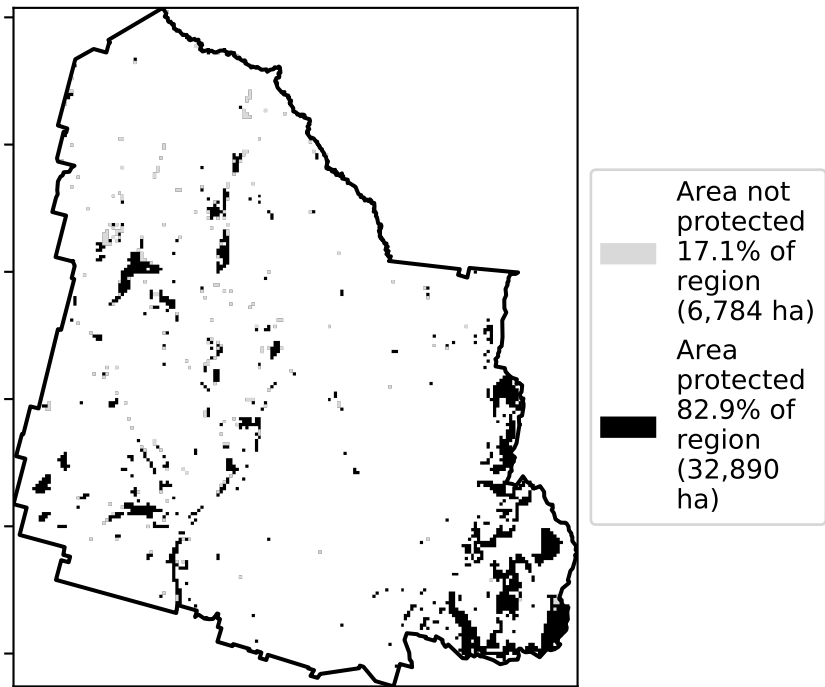 Area not
protected
17.1% of
region
(6,784 ha)
Area
protected
82.9% of
region
(32,890
ha)